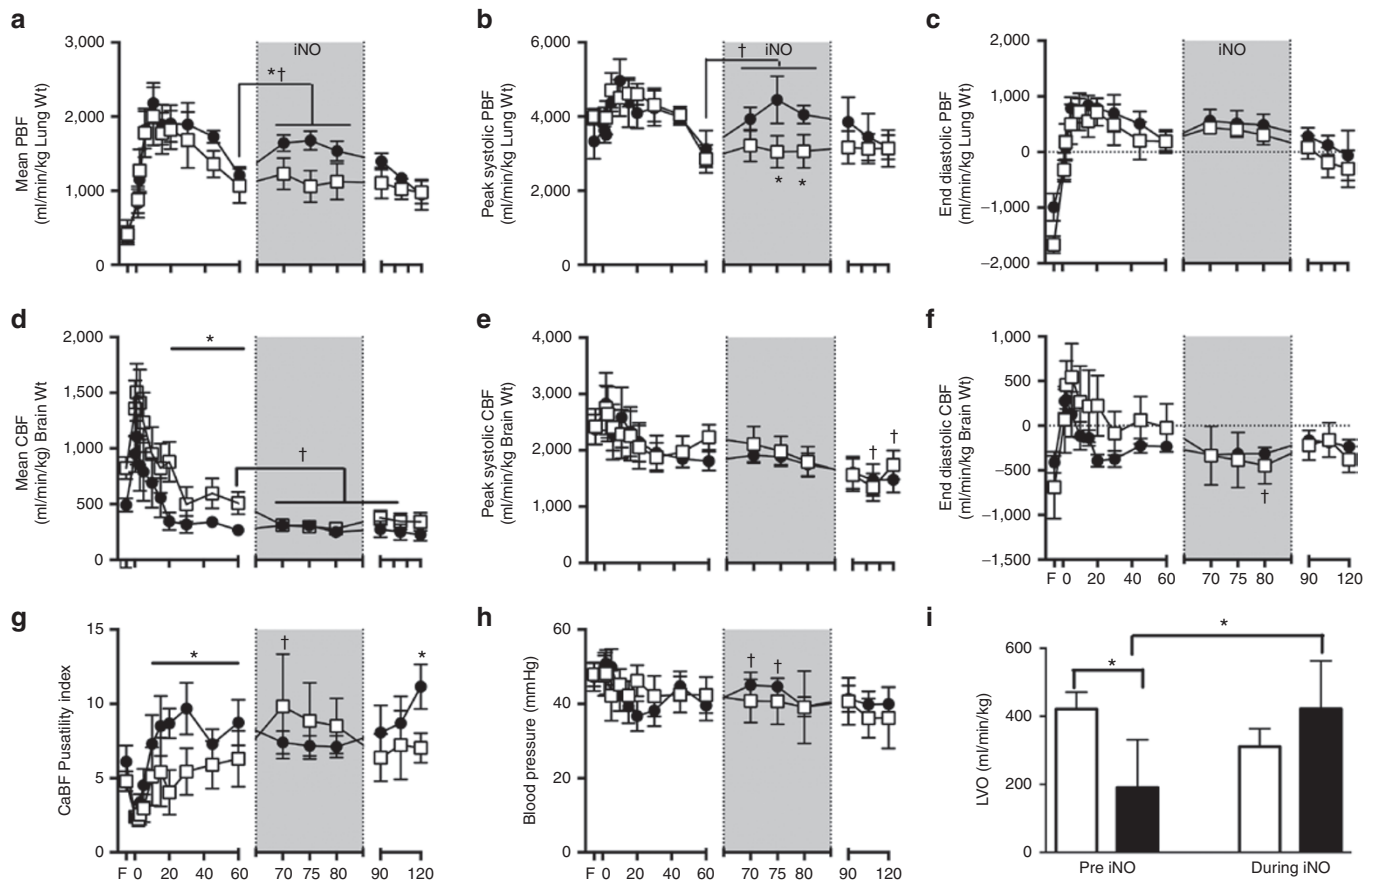 a
Mean PBF
(ml/min/kg Lung Wt)
3,000
2,000
1,000
0
iNO
*†
b
Peak systolic PBF
(ml/min/kg Lung Wt)
6,000
4,000
2,000
0
†
iNO
* *
c
End diastolic PBF
(ml/min/kg Lung Wt)
2,000
1,000
0
–1,000
–2,000
iNO
d
Mean CBF
(ml/min/kg) Brain Wt
2,000
1,500
1,000
500
0
*
†
e
Peak systolic CBF
(ml/min/kg Brain Wt)
4,000
3,000
2,000
1,000
0
† †
f
End diastolic CBF
(ml/min/kg Brain Wt)
1,000
500
0
–500
–1,000
–1,500
†
F 0 20 40 60 70 75 80 90 120
g
CaBF Pusatility index
15
10
5
0
*
†
*
F 0 20 40 60 70 75 80 90 120
h
Blood pressure (mmHg)
60
40
20
0
† †
F 0 20 40 60 70 75 80 90 120
i
LVO (ml/min/kg)
600
400
200
0
*
*
Pre iNO During iNO